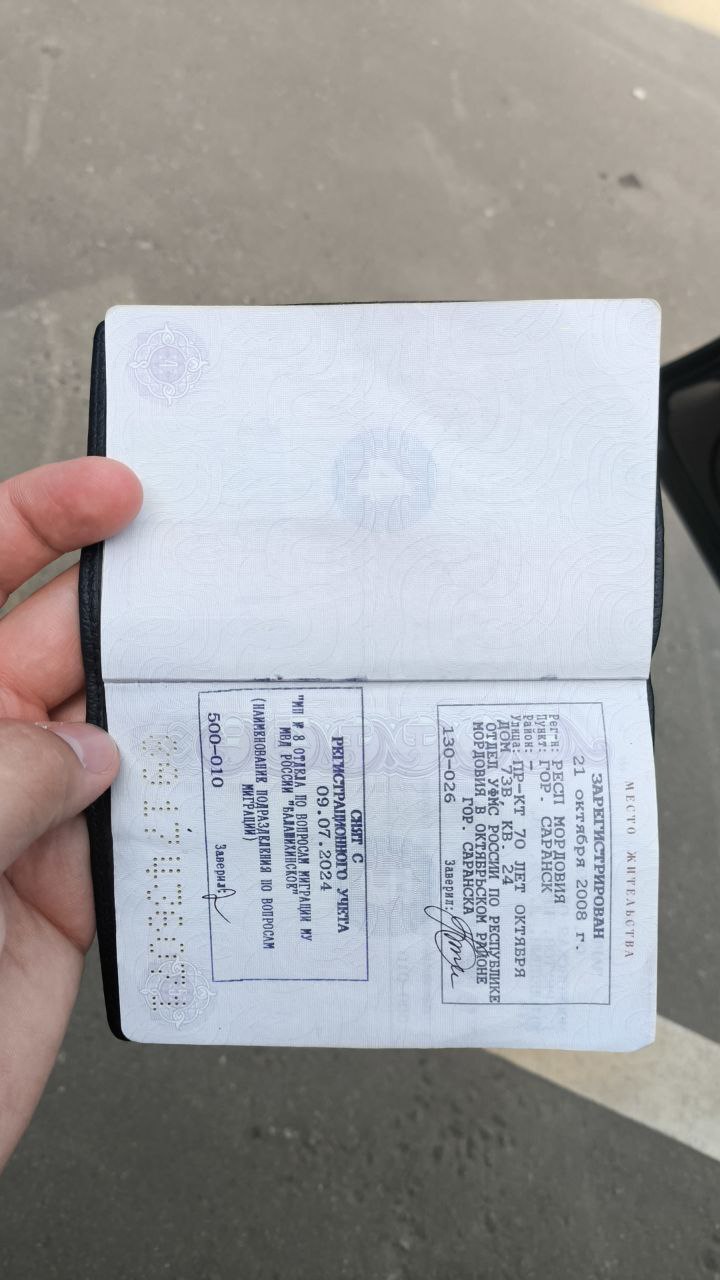 МЕСТО ЖИТЕЛЬСТВА
ЗАРЕГИСТРИРОВАН
21 октября 2008 г.
Рег-н: РЕСП МОРДОВИЯ
Пункт: ГОР. САРАНСК
Район: -
Улица: ПР-КТ 70 ЛЕТ ОКТЯБРЯ
ДОМ 73В КВ. 24
ОТДЕЛ УФМС РОССИИ ПО РЕСПУБЛИКЕ
МОРДОВИЯ В ОКТЯБРЬСКОМ РАЙОНЕ
ГОР. САРАНСКА
130-026 Заверил:
СНЯТ С
РЕГИСТРАЦИОННОГО УЧЕТА
09.07.2024
"МП № 8 ОТДЕЛА ПО ВОПРОСАМ МИГРАЦИИ МУ
МВД РОССИИ "БАЛАШИХИНСКОЕ"
(НАИМЕНОВАНИЕ ПОДРАЗДЕЛЕНИЯ ПО ВОПРОСАМ
МИГРАЦИИ)
500-010 Заверил: